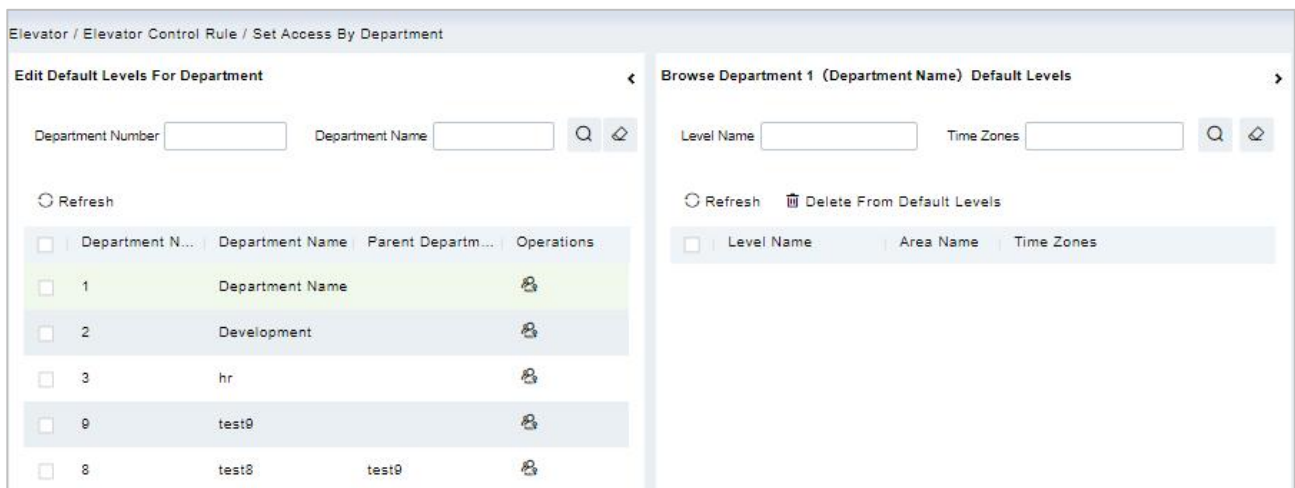 Elevator / Elevator Control Rule / Set Access By Department
Edit Default Levels For Department
Department Number
Department Name
Refresh
Department N... Department Name Parent Departm... Operations
1 Department Name
2 Development
3 hr
9 test9
8 test8 test9
Browse Department 1 (Department Name) Default Levels
Level Name
Time Zones
Refresh Delete From Default Levels
Level Name Area Name Time Zones